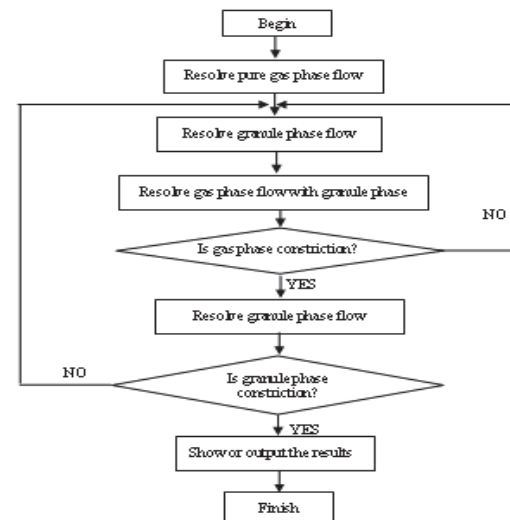 Begin
Resolve pure gas phase flow
Resolve granule phase flow
Resolve gas phase flow with granule phase
NO
Is gas phase constriction?
YES
Resolve granule phase flow
NO
Is granule phase
constriction?
YES
Show or output the results
Finish